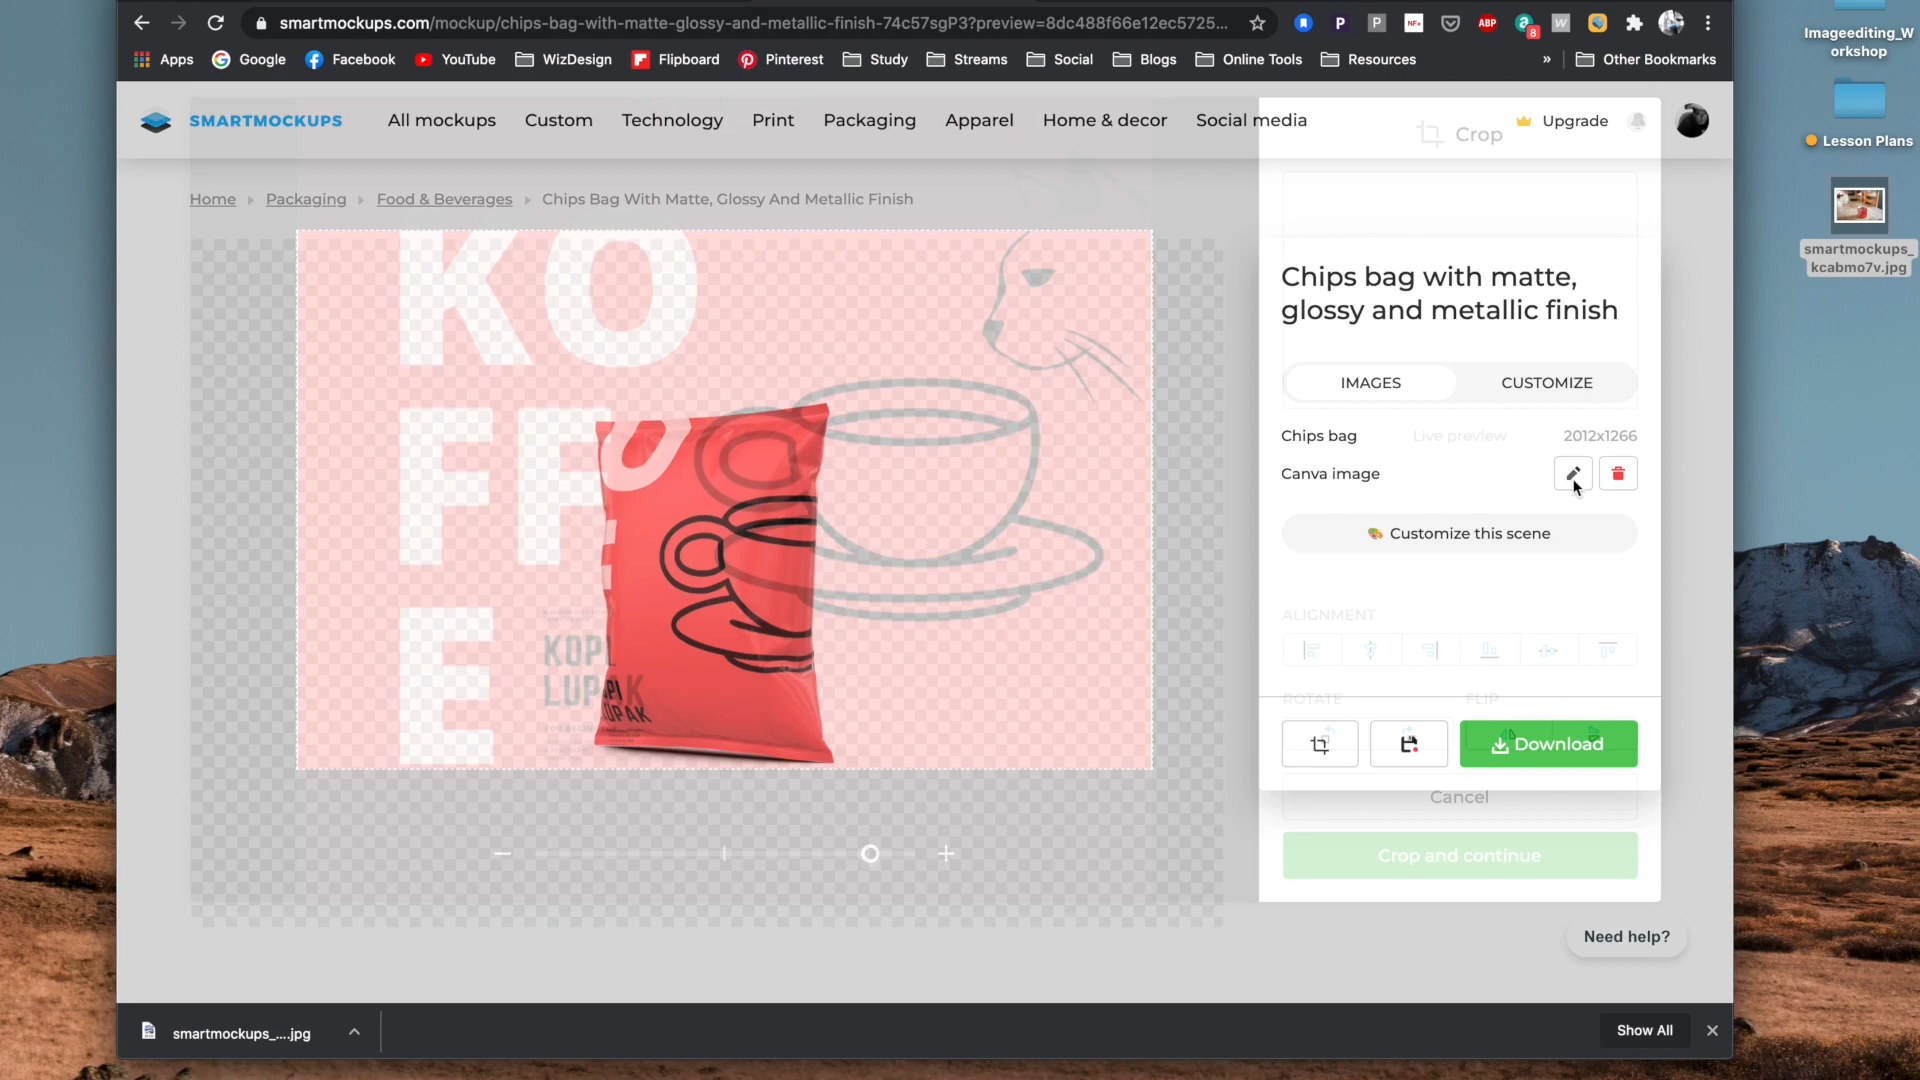 smartmockups.com/mockup/chips-bag-with-matte-glossy-and-metallic-finish-74c57sgP3?preview=8dc488f66e12ec5725...
P
P
NF+
ABP
a
8
W
Apps
Google
Facebook
YouTube
WizDesign
Flipboard
Pinterest
Study
Streams
Social
Blogs
Online Tools
Resources
»
Other Bookmarks
SMARTMOCKUPS
All mockups
Custom
Technology
Print
Packaging
Apparel
Home & decor
Social media
Crop
Upgrade
Home
Packaging
Food & Beverages
Chips Bag With Matte, Glossy And Metallic Finish
KO
FF
E
KOPI
LUPAK
KOPI
LUPAK
Chips bag with matte,
glossy and metallic finish
IMAGES
CUSTOMIZE
Chips bag
Live preview
2012x1266
Canva image
Customize this scene
ALIGNMENT
ROTATE
FLIP
Download
Cancel
Crop and continue
Need help?
smartmockups_....jpg
Show All
Imageediting_W
orkshop
Lesson Plans
smartmockups_
kcabmo7v.jpg